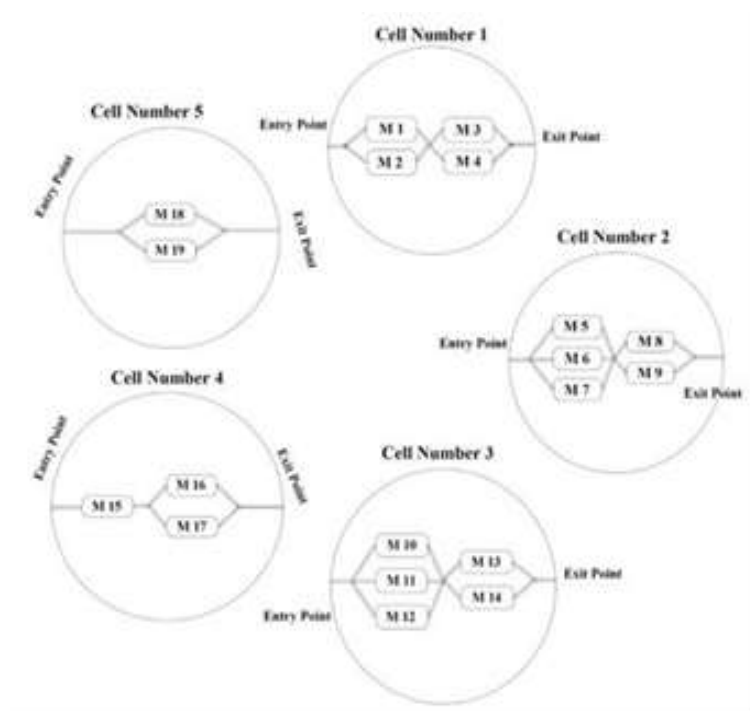 Cell Number 1
Entry Point
M 1
M 3
Exit Point
M 2
M 4
Cell Number 5
Entry Point
M 18
M 19
Exit Point
Cell Number 2
Entry Point
M 5
M 8
M 6
M 9
M 7
Exit Point
Cell Number 4
Entry Point
M 16
M 15
M 17
Exit Point
Cell Number 3
M 10
M 13
M 11
Exit Point
M 14
M 12
Entry Point